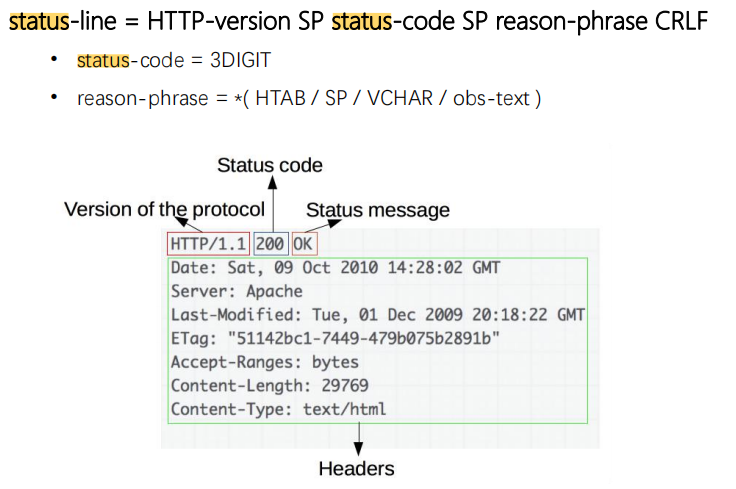 status-line = HTTP-version SP status-code SP reason-phrase CRLF
• status-code = 3DIGIT
• reason-phrase = *( HTAB / SP / VCHAR / obs-text )
Status code
Version of the protocol
Status message
HTTP/1.1 200 OK
Date: Sat, 09 Oct 2010 14:28:02 GMT
Server: Apache
Last-Modified: Tue, 01 Dec 2009 20:18:22 GMT
ETag: "51142bc1-7449-479b075b2891b"
Accept-Ranges: bytes
Content-Length: 29769
Content-Type: text/html
Headers